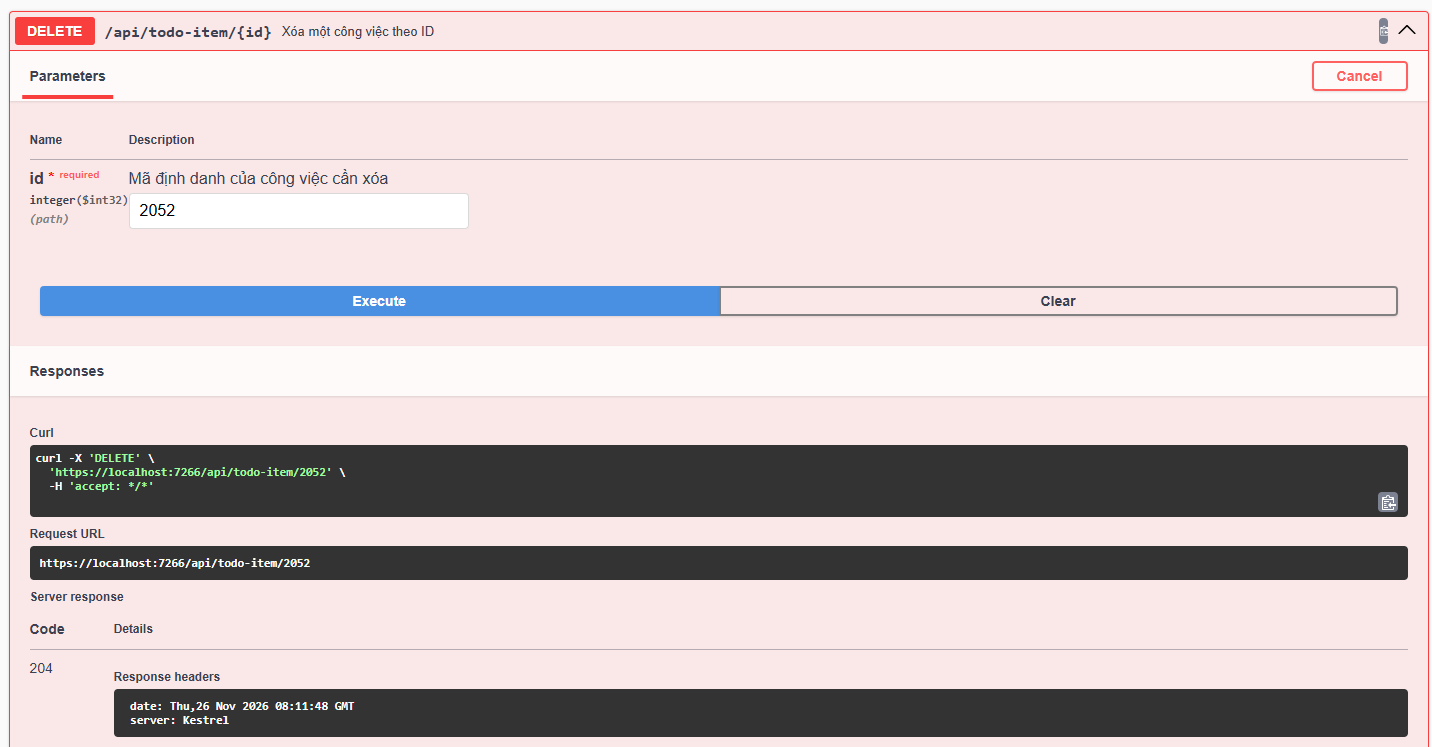 DELETE /api/todo-item/{id} Xóa một công việc theo ID
Parameters Cancel
Name Description
id * required Mã định danh của công việc cần xóa
integer($int32) 2052
(path)
Execute Clear
Responses
Curl
curl -X 'DELETE' \
'https://localhost:7266/api/todo-item/2052' \
-H 'accept: */*'
Request URL
https://localhost:7266/api/todo-item/2052
Server response
Code Details
204
Response headers
date: Thu,26 Nov 2026 08:11:48 GMT
server: Kestrel